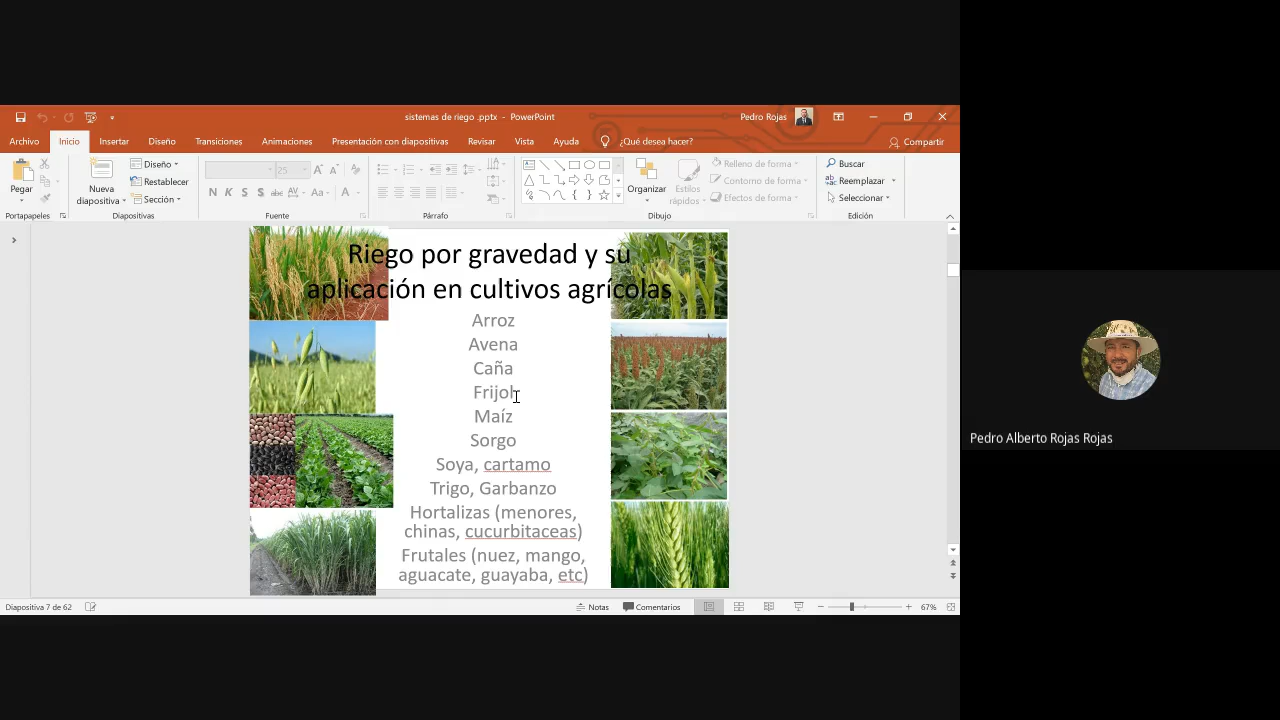 sistemas de riego .pptx - PowerPoint
Pedro Rojas
Archivo
Inicio
Insertar
Diseño
Transiciones
Animaciones
Presentación con diapositivas
Revisar
Vista
Ayuda
¿Qué desea hacer?
Compartir
Pegar
Portapapeles
Nueva
diapositiva
Diseño
Restablecer
Sección
Diapositivas
25
N K S S abc AV Aa A
Fuente
Párrafo
Organizar
Estilos
rápidos
Relleno de forma
Contorno de forma
Efectos de forma
Dibujo
Buscar
Reemplazar
Seleccionar
Edición
Riego por gravedad y su
aplicación en cultivos agrícolas
Arroz
Avena
Caña
Frijol
Maíz
Sorgo
Soya, cartamo
Trigo, Garbanzo
Hortalizas (menores,
chinas, cucurbitaceas)
Frutales (nuez, mango,
aguacate, guayaba, etc)
Pedro Alberto Rojas Rojas
Diapositiva 7 de 62
Notas
Comentarios
67%